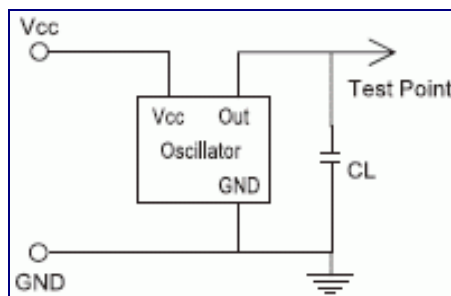 Vcc
Test Point
Vcc Out
Oscillator
GND
CL
GND